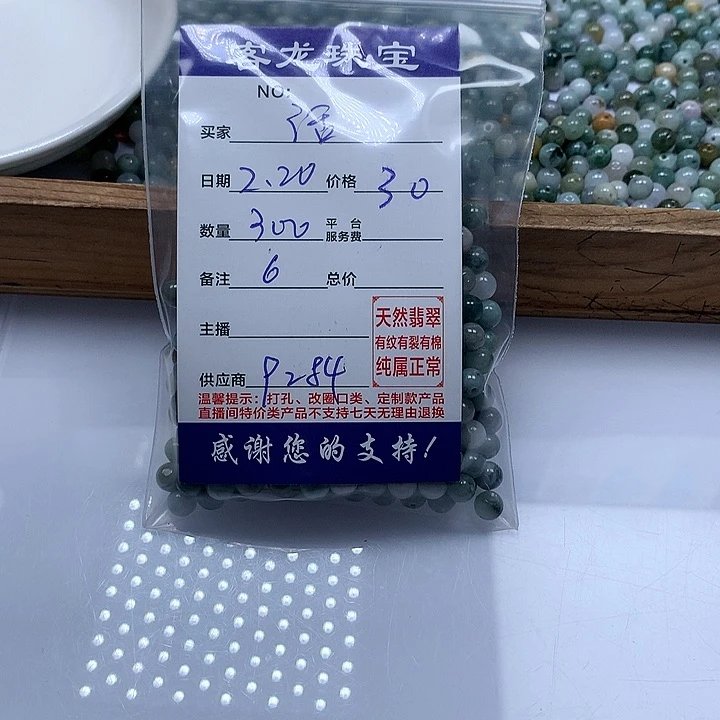 客龙珠宝
NO:
买家
日期 2.20 价格 30
数量 300 平台服务费
备注 6 总价
主播
供应商 P284
天然翡翠
有纹有裂有棉
纯属正常
温馨提示：打孔、改圈口类、定制款产品
直播间特价类产品不支持七天无理由退换
感谢您的支持!